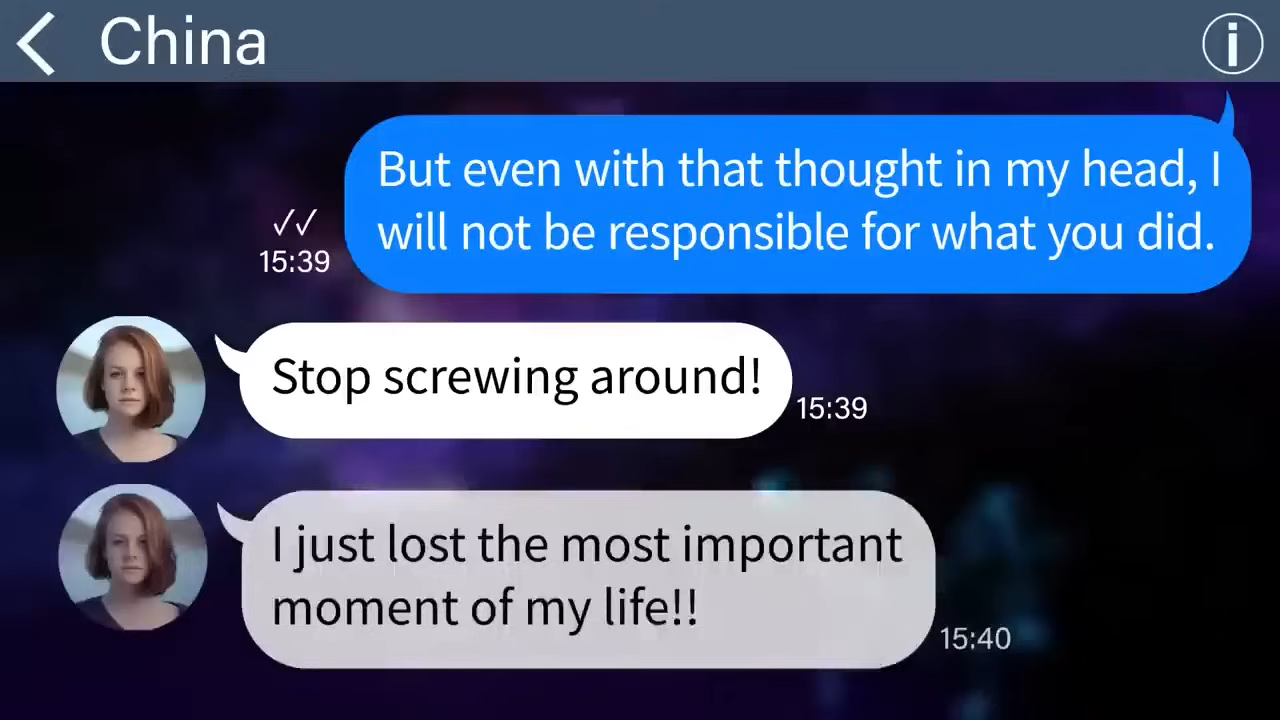 China
But even with that thought in my head, I
will not be responsible for what you did.
✓✓
15:39
Stop screwing around!
15:39
I just lost the most important
moment of my life!!
15:40